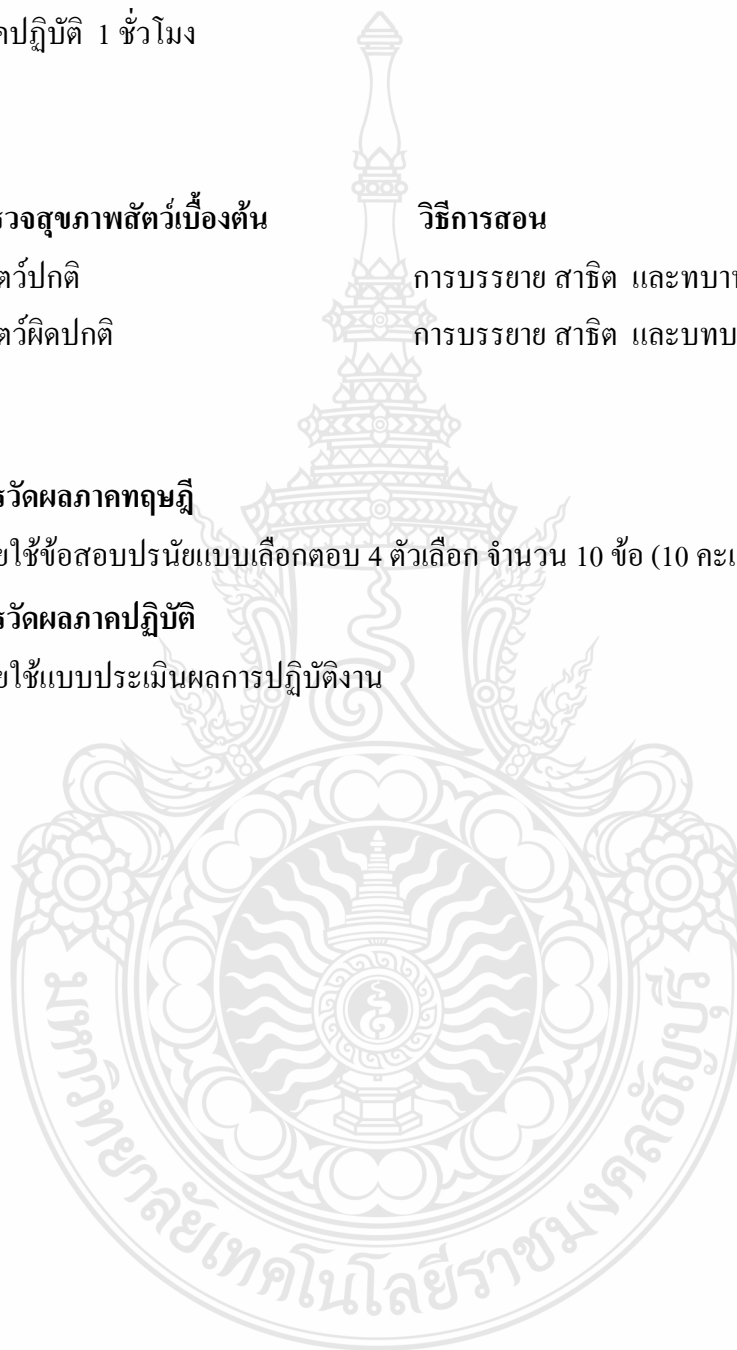 คปฏิบัติ 1 ชั่วโมง
รวจสุขภาพสัตว์เบื้องต้น วิธีการสอน
ตว์ปกติ การบรรยาย สาธิต และทบาท
ตว์ผิดปกติ การบรรยาย สาธิต และบทบ
รวัดผลภาคทฤษฎี
ยใช้ข้อสอบปรนัยแบบเลือกตอบ 4 ตัวเลือก จำนวน 10 ข้อ (10 คะแ
รวัดผลภาคปฏิบัติ
ยใช้แบบประเมินผลการปฏิบัติงาน
มหาวิทยาลัยเทคโนโลยีราชมงคลธัญบุรี